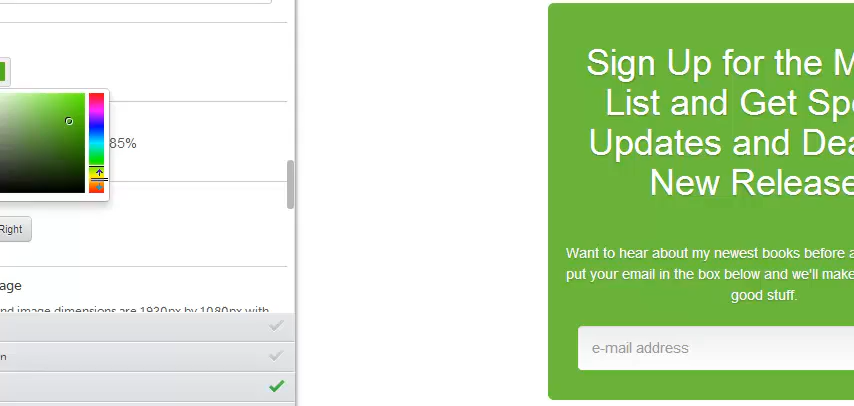 85%
Right
age
nd image dimensions are 1920px by 1080px with
n
Sign Up for the M
List and Get Spe
Updates and Dea
New Release
Want to hear about my newest books before a
put your email in the box below and we'll make
good stuff.
e-mail address